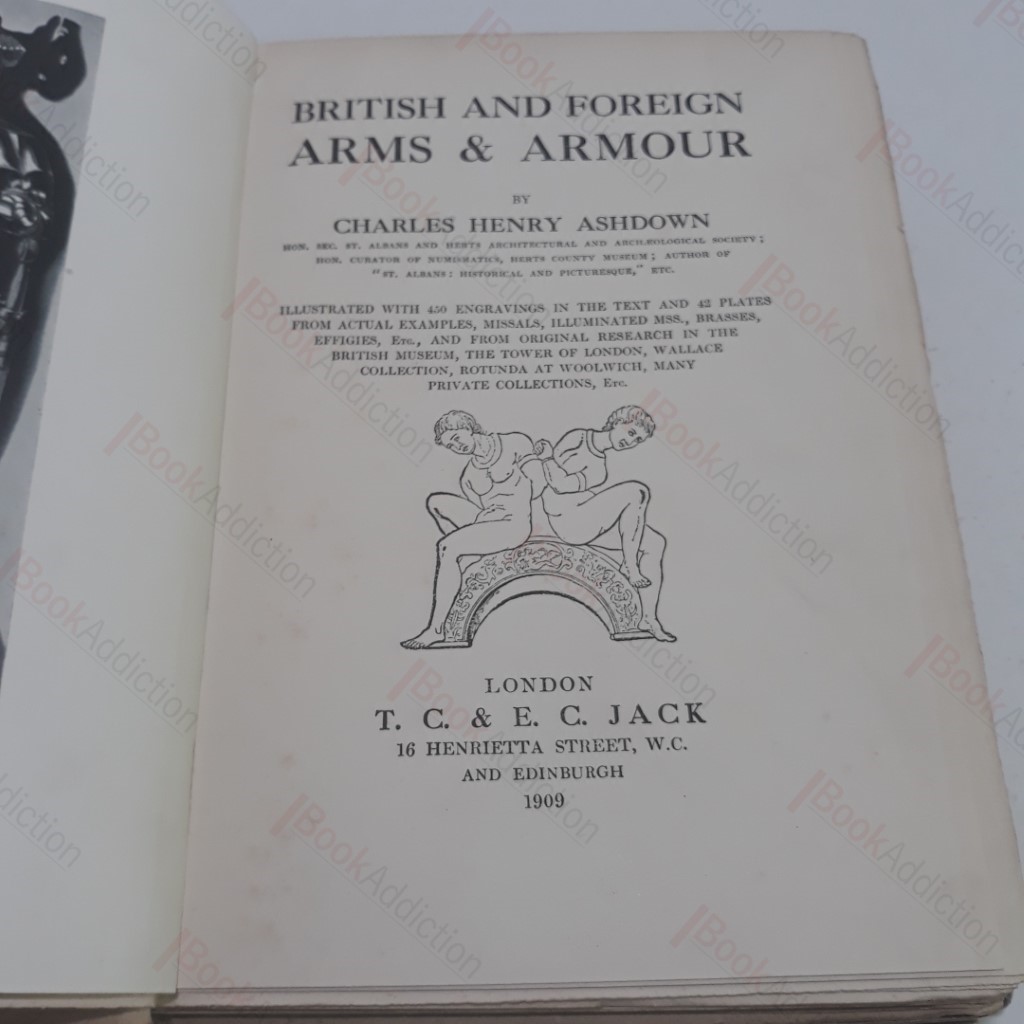 BRITISH AND FOREIGN
ARMS & ARMOUR
BY
CHARLES HENRY ASHDOWN
HON. SEC. ST. ALBANS AND HERTS ARCHITECTURAL AND ARCHÆOLOGICAL SOCIETY;
HON. CURATOR OF NUMISMATICS, HERTS COUNTY MUSEUM; AUTHOR OF
"ST. ALBANS: HISTORICAL AND PICTURESQUE," ETC.
ILLUSTRATED WITH 450 ENGRAVINGS IN THE TEXT AND 42 PLATES
FROM ACTUAL EXAMPLES, MISSALS, ILLUMINATED MSS., BRASSES,
EFFIGIES, Etc., AND FROM ORIGINAL RESEARCH IN THE
BRITISH MUSEUM, THE TOWER OF LONDON, WALLACE
COLLECTION, ROTUNDA AT WOOLWICH, MANY
PRIVATE COLLECTIONS, Etc.
LONDON
T. C. & E. C. JACK
16 HENRIETTA STREET, W.C.
AND EDINBURGH
1909
BookAddiction